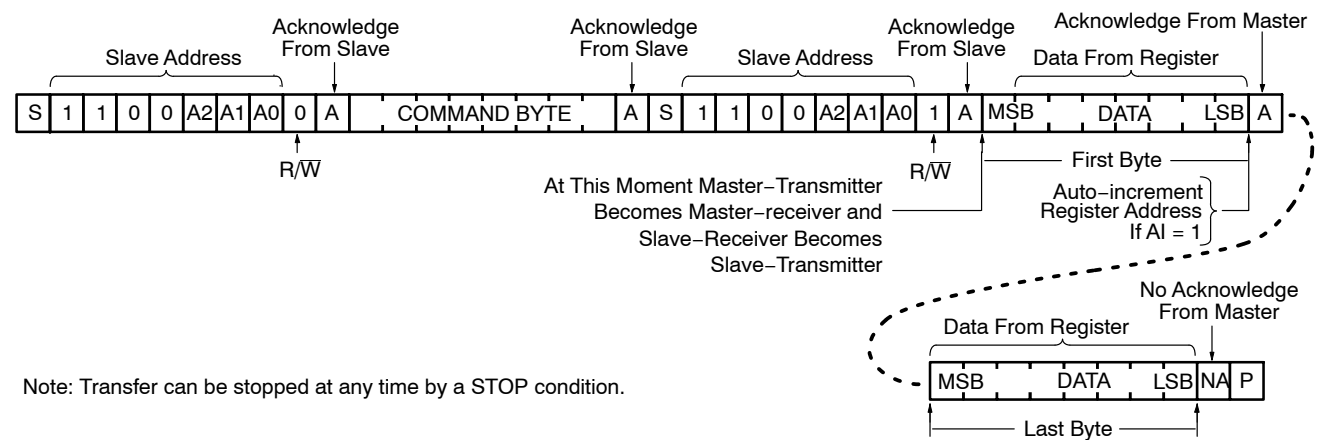 Acknowledge
From Slave
Acknowledge
From Slave
Acknowledge
From Slave
Acknowledge From Master
Slave Address
Slave Address
Data From Register
S 1 1 0 0 A2 A1 A0 0 A COMMAND BYTE A S 1 1 0 0 A2 A1 A0 1 A MSB DATA LSB A
R/W̅
R/W̅
First Byte
At This Moment Master−Transmitter
Becomes Master−receiver and
Slave−Receiver Becomes
Slave−Transmitter
Auto−increment
Register Address
If AI = 1
No Acknowledge
From Master
Data From Register
MSB DATA LSB NA P
Last Byte
Note: Transfer can be stopped at any time by a STOP condition.